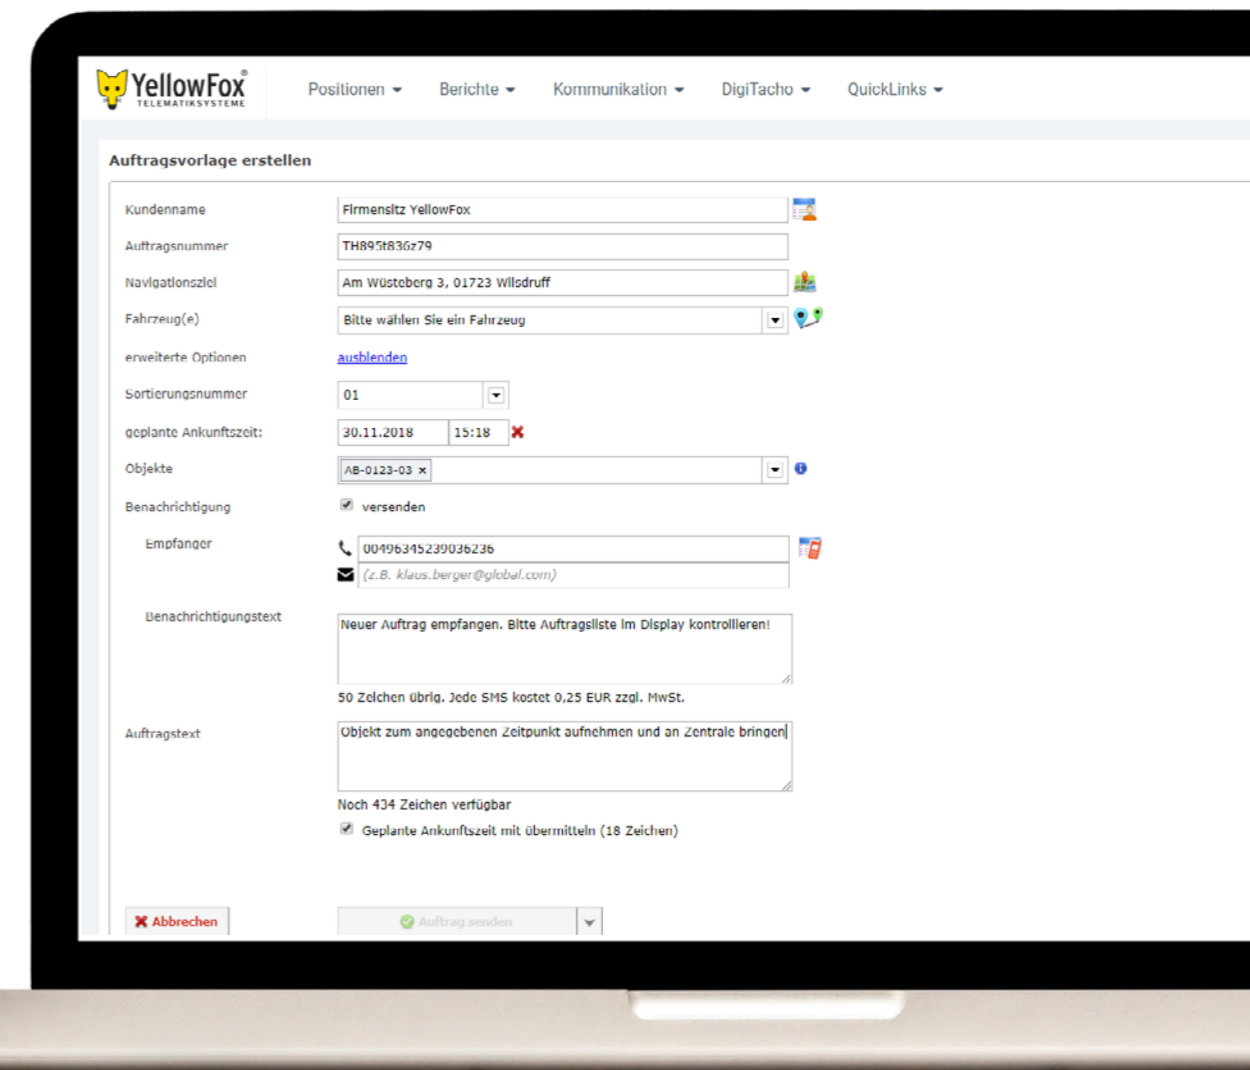 YellowFox®
TELEMATIKSYSTEME
Positionen Berichte Kommunikation DigiTacho QuickLinks
Auftragsvorlage erstellen
Kundenname Firmensitz YellowFox
Auftragsnummer TH895t836z79
Navigationsziel Am Wüsteberg 3, 01723 Wilsdruff
Fahrzeug(e) Bitte wählen Sie ein Fahrzeug
erweiterte Optionen ausblenden
Sortierungsnummer 01
geplante Ankunftszeit: 30.11.2018 15:18
Objekte AB-0123-03 ×
Benachrichtigung versenden
Empfänger 00496345239036236
(z.B. klaus.berger@global.com)
Benachrichtigungstext Neuer Auftrag empfangen. Bitte Auftragsliste im Display kontrollieren!
50 Zeichen übrig. Jede SMS kostet 0,25 EUR zzgl. MwSt.
Auftragstext Objekt zum angegebenen Zeitpunkt aufnehmen und an Zentrale bringen
Noch 434 Zeichen verfügbar
Geplante Ankunftszeit mit übermitteln (18 Zeichen)
Abbrechen Auftrag senden